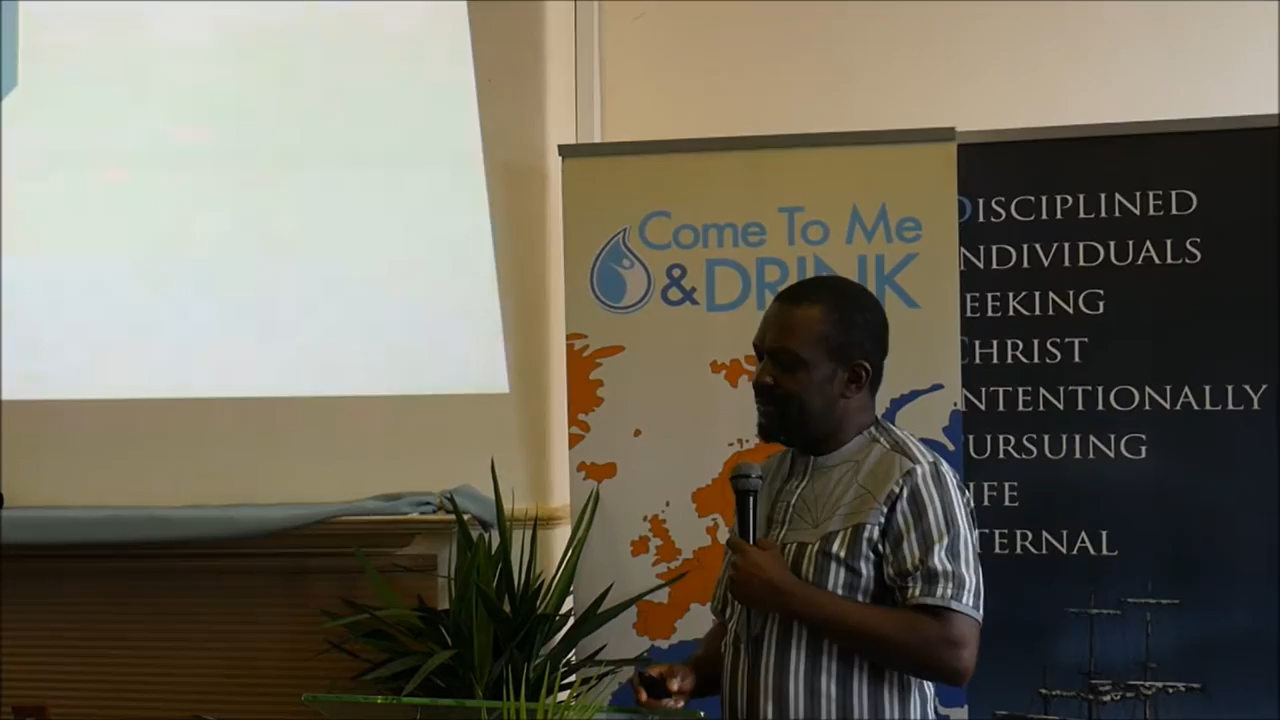 Come To Me
& DRINK
DISCIPLINED
NDIVIDUALS
EEKING
CHRIST
NTENTIONALLY
URSUING
IFE
TERNAL